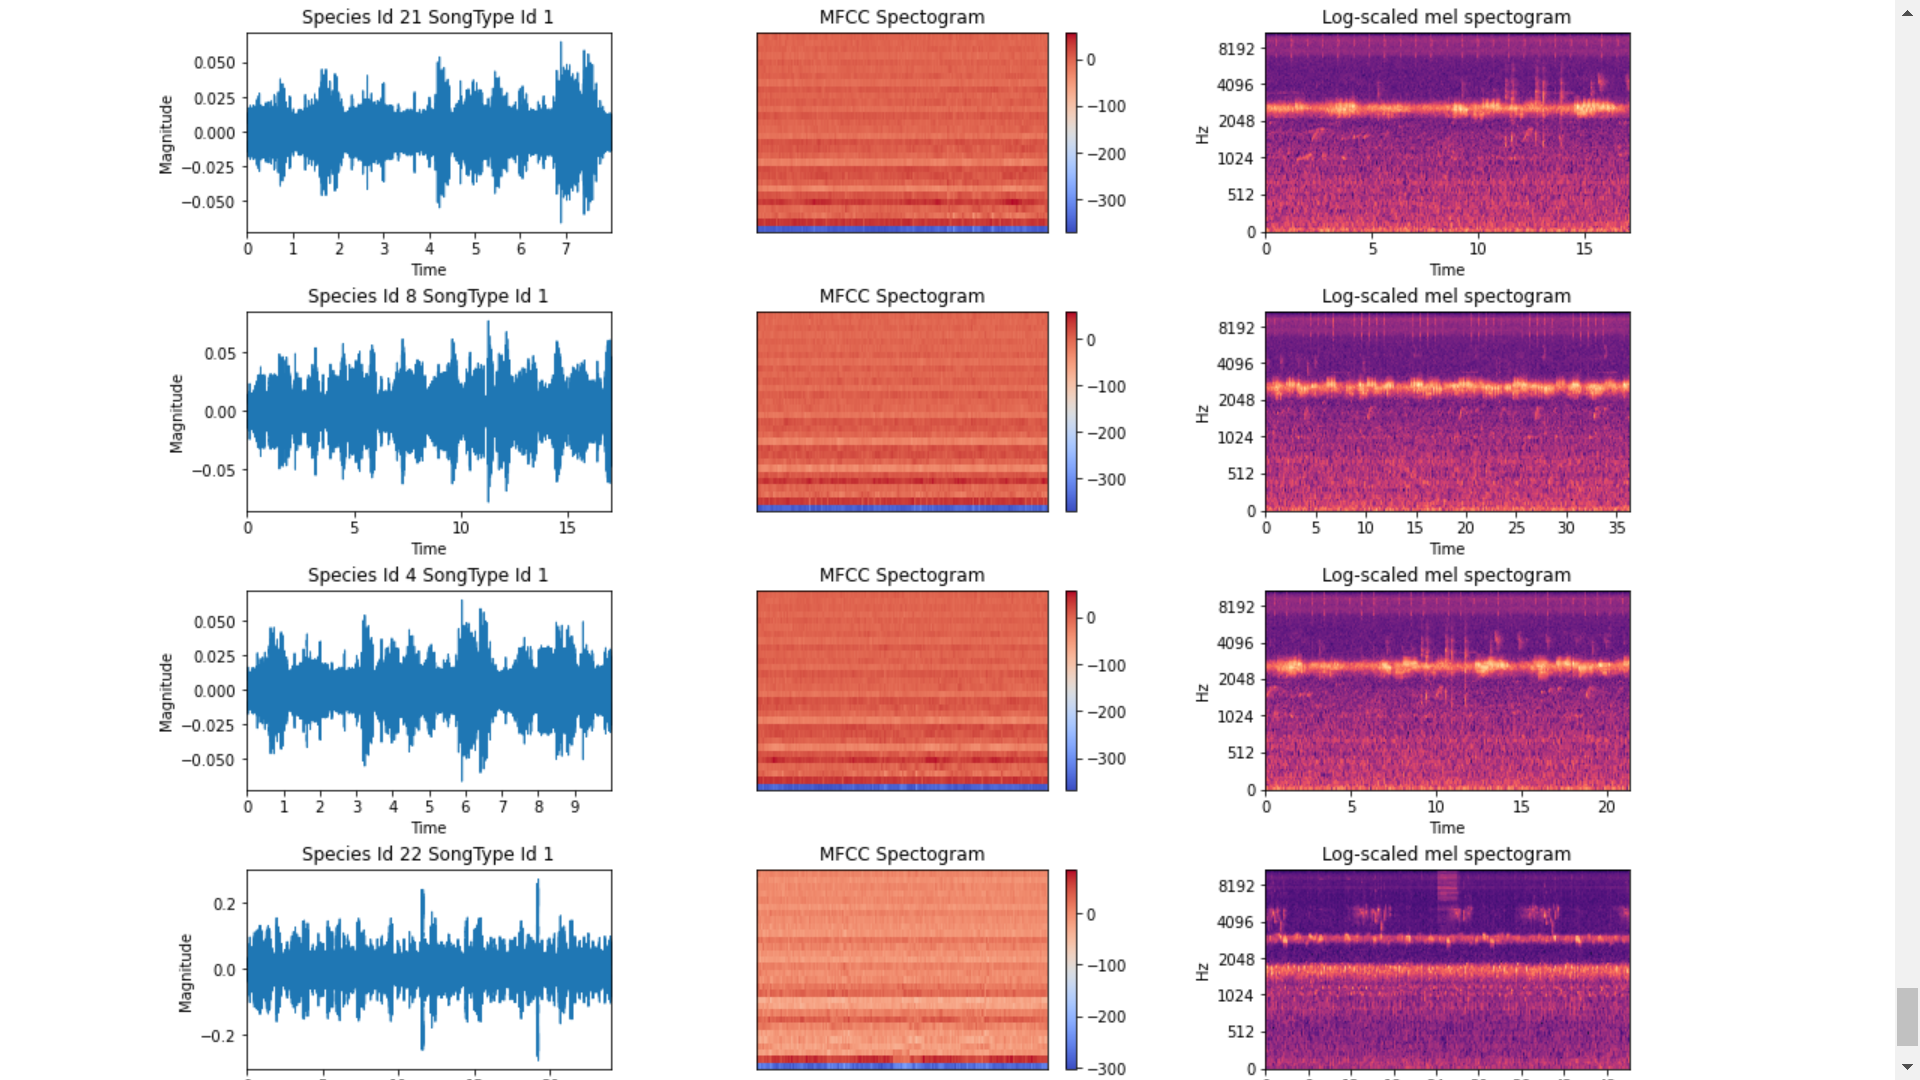 Species Id 21 SongType Id 1
MFCC Spectogram
Log-scaled mel spectogram
0.050
0.025
0.000
−0.025
−0.050
Magnitude
0 1 2 3 4 5 6 7
Time
0
−100
−200
−300
8192
4096
2048
1024
512
0
Hz
0 5 10 15
Time
Species Id 8 SongType Id 1
MFCC Spectogram
Log-scaled mel spectogram
0.05
0.00
−0.05
Magnitude
0 5 10 15
Time
0
−100
−200
−300
8192
4096
2048
1024
512
0
Hz
0 5 10 15 20 25 30 35
Time
Species Id 4 SongType Id 1
MFCC Spectogram
Log-scaled mel spectogram
0.050
0.025
0.000
−0.025
−0.050
Magnitude
0 1 2 3 4 5 6 7 8 9
Time
0
−100
−200
−300
8192
4096
2048
1024
512
0
Hz
0 5 10 15 20
Time
Species Id 22 SongType Id 1
MFCC Spectogram
Log-scaled mel spectogram
0.2
0.0
−0.2
Magnitude
0
−100
−200
−300
8192
4096
2048
1024
512
0
Hz